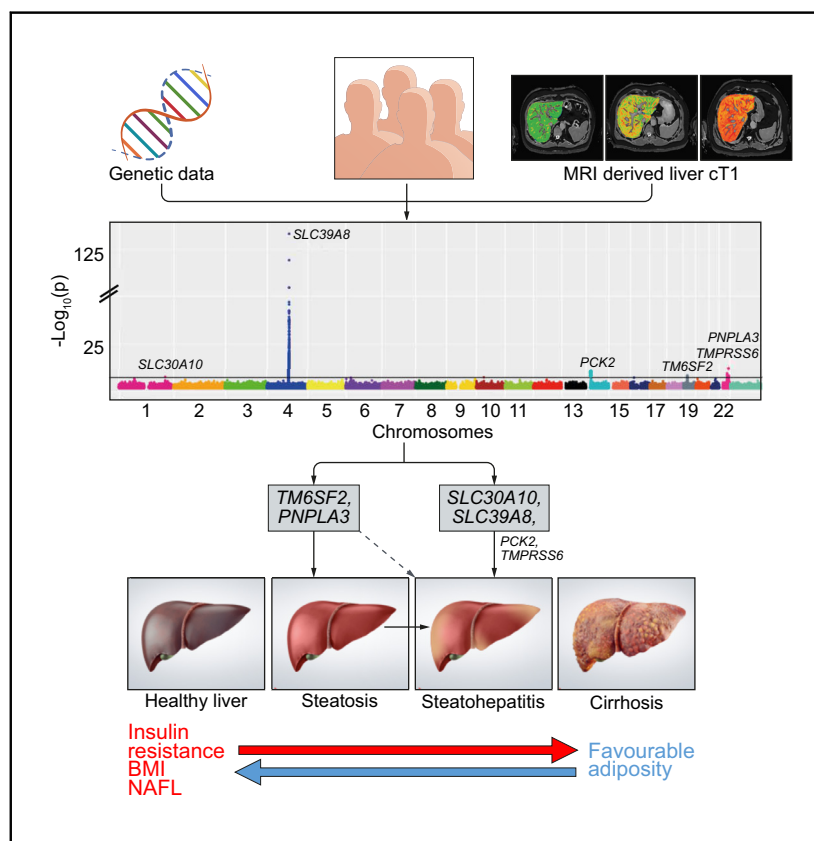 Genetic data
MRI derived liver cT1
-Log10(p)
125
25
SLC39A8
SLC30A10
PCK2
TM6SF2
PNPLA3
TMPRSS6
1 2 3 4 5 6 7 8 9 10 11 13 15 17 19 22
Chromosomes
TM6SF2,
PNPLA3
SLC30A10,
SLC39A8,
PCK2,
TMPRSS6
Healthy liver
Steatosis
Steatohepatitis
Cirrhosis
Insulin
resistance
BMI
NAFL
Favourable
adiposity